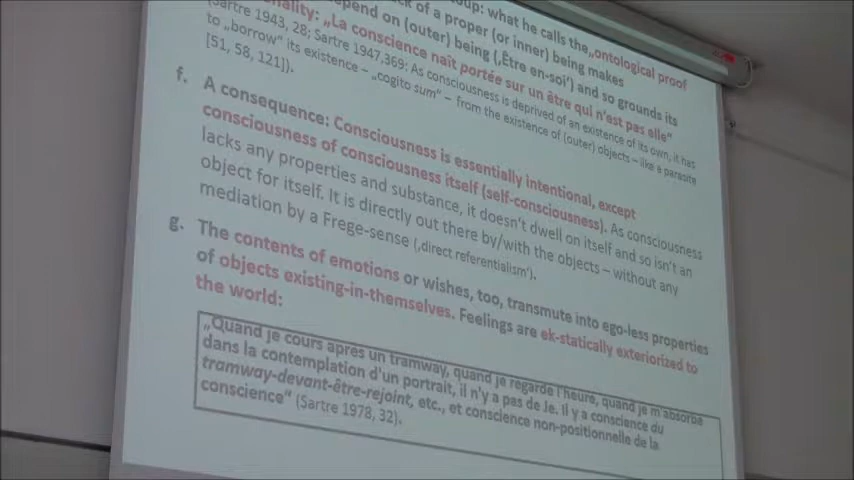 oup: what he calls the „ontological proof
ck of a proper (or inner) being makes
nality: „La conscience naît portée sur un être qui n'est pas elle"
epend on (outer) being (‚Être en-soi') and so grounds its
(Sartre 1943, 28; Sartre 1947,369: As consciousness is deprived of an existence of its own, it has
to „borrow" its existence – „cogito sum" – from the existence of (outer) objects – like a parasite
[51, 58, 121]).
f. A consequence: Consciousness is essentially intentional, except
consciousness of consciousness itself (self-consciousness). As consciousness
lacks any properties and substance, it doesn't dwell on itself and so isn't an
object for itself. It is directly out there by/with the objects – without any
mediation by a Frege-sense (‚direct referentialism').
g. The contents of emotions or wishes, too, transmute into ego-less properties
of objects existing-in-themselves. Feelings are ek-statically exteriorized to
the world:
„Quand je cours après un tramway, quand je regarde l'heure, quand je m'absorbe
dans la contemplation d'un portrait, il n'y a pas de Je. Il y a conscience du
tramway-devant-être-rejoint, etc., et conscience non-positionnelle de la
conscience" (Sartre 1978, 32).